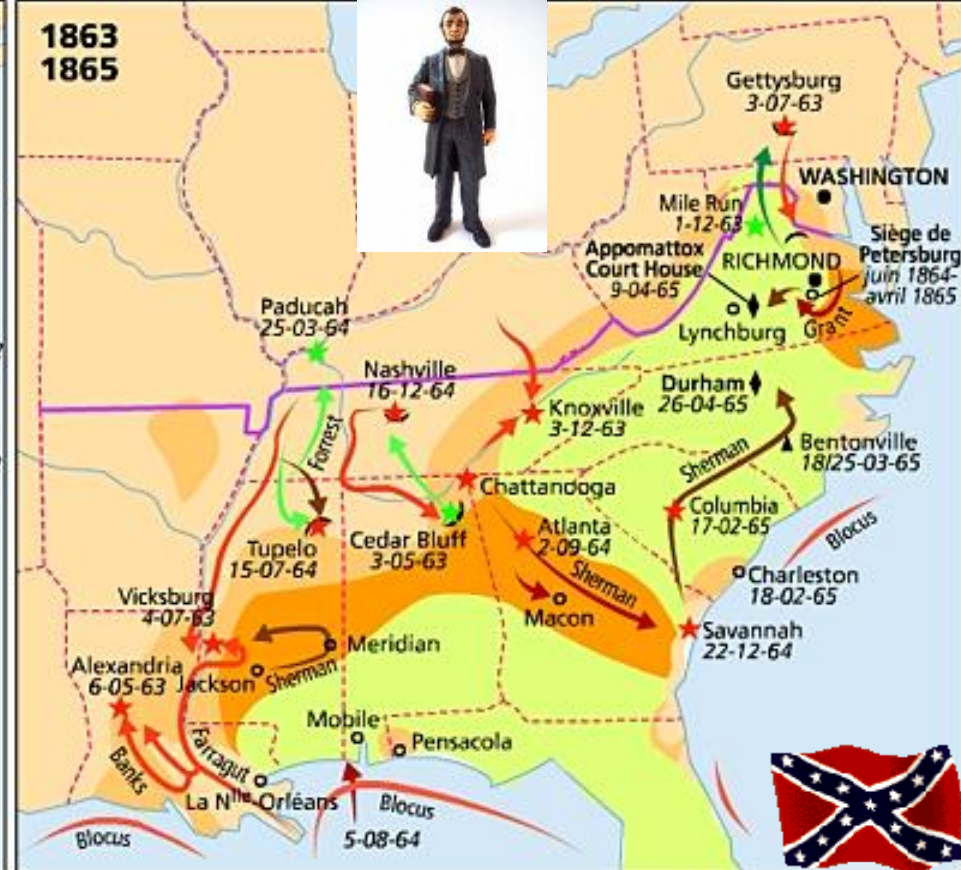 1863
1865
Gettysburg
3-07-63
WASHINGTON
Mile Run
1-12-63
Appomattox
Court House
9-04-65
RICHMOND
Siège de
Petersburg
juin 1864-
avril 1865
Lynchburg
Grant
Paducah
25-03-64
Nashville
16-12-64
Forrest
Knoxville
3-12-63
Durham
26-04-65
Sherman
Bentonville
18/25-03-65
Chattandoga
Columbia
17-02-65
Blocus
Tupelo
15-07-64
Cedar Bluff
3-05-63
Atlanta
2-09-64
Sherman
Charleston
18-02-65
Macon
Vicksburg
4-07-63
Savannah
22-12-64
Meridian
Alexandria
6-05-63
Jackson
Sherman
Mobile
Pensacola
Farragut
Banks
La Nlle Orléans
Blocus
Blocus
5-08-64